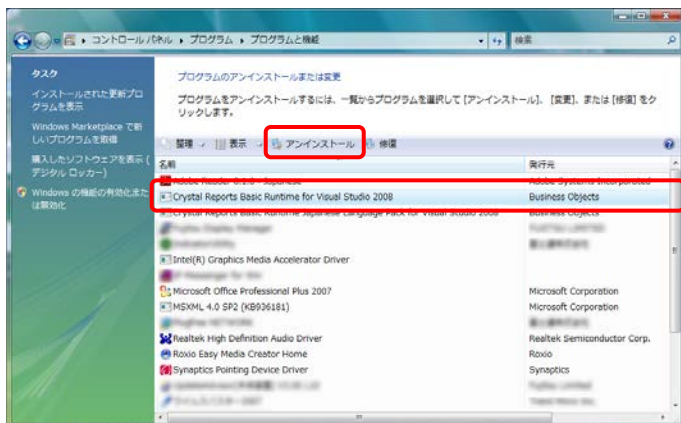 コントロール パネル ▸ プログラム ▸ プログラムと機能
検索
タスク
インストールされた更新プログラムを表示
Windows Marketplace で新しいプログラムを取得
購入したソフトウェアを表示 (デジタル ロッカー)
Windows の機能の有効化または無効化
プログラムのアンインストールまたは変更
プログラムをアンインストールするには、一覧からプログラムを選択して [アンインストール]、[変更]、または [修復] をク
リックします。
整理 表示 アンインストール 修復
名前 発行元
Adobe Reader 8.1.0 - Japanese Adobe Systems Incorporated
Crystal Reports Basic Runtime for Visual Studio 2008 Business Objects
Crystal Reports Basic Runtime Japanese Language Pack for Visual Studio 2008 Business Objects
Intel(R) Graphics Media Accelerator Driver
Microsoft Office Professional Plus 2007 Microsoft Corporation
MSXML 4.0 SP2 (KB936181) Microsoft Corporation
Realtek High Definition Audio Driver Realtek Semiconductor Corp.
Roxio Easy Media Creator Home Roxio
Synaptics Pointing Device Driver Synaptics